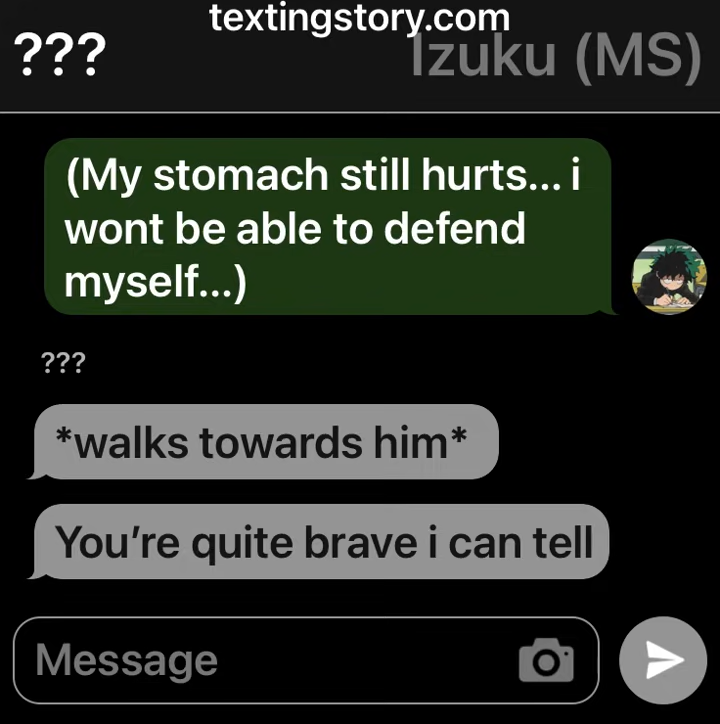 textingstory.com
??? Izuku (MS)
(My stomach still hurts... i
wont be able to defend
myself...)
???
*walks towards him*
You’re quite brave i can tell
Message